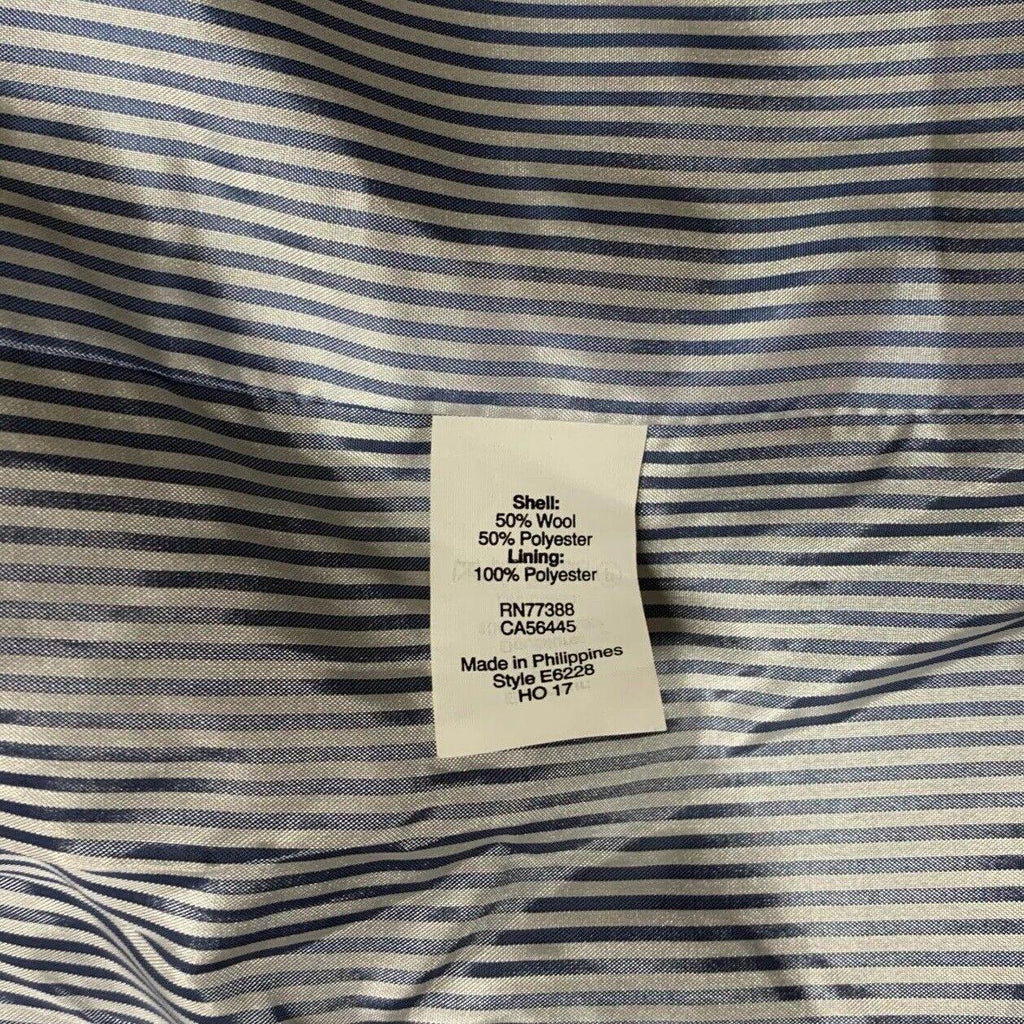 Shell:
50% Wool
50% Polyester
Lining:
100% Polyester
RN77388
CA56445
Made in Philippines
Style E6228
HO 17